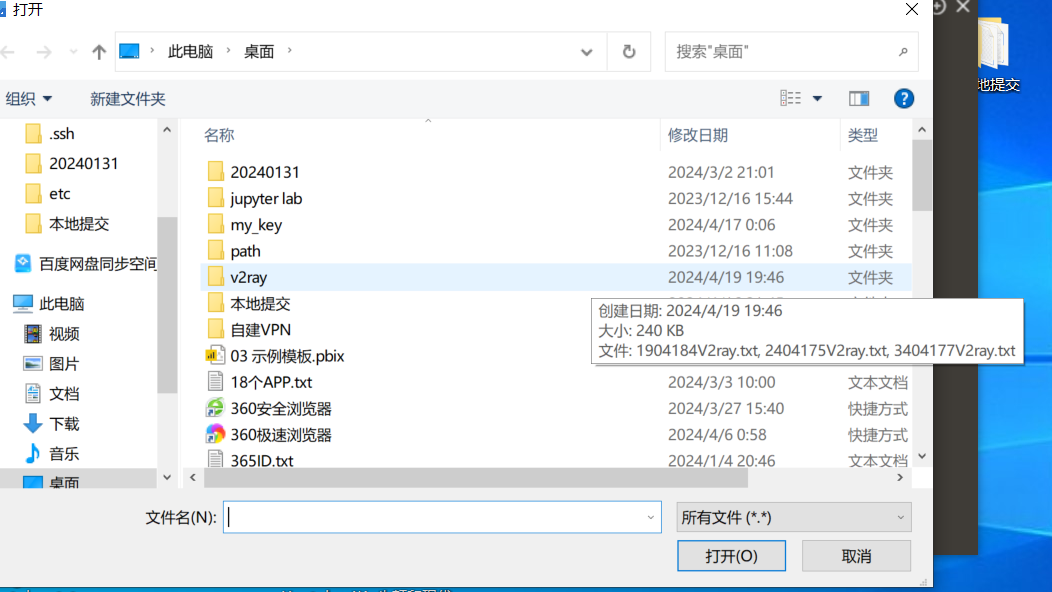 打开
此电脑 桌面
搜索"桌面"
组织 新建文件夹
地提交
.ssh
20240131
etc
本地提交
百度网盘同步空间
此电脑
视频
图片
文档
下载
音乐
桌面
名称 修改日期 类型
20240131 2024/3/2 21:01 文件夹
jupyter lab 2023/12/16 15:44 文件夹
my_key 2024/4/17 0:06 文件夹
path 2023/12/16 11:08 文件夹
v2ray 2024/4/19 19:46 文件夹
本地提交
自建VPN
03 示例模板.pbix
创建日期: 2024/4/19 19:46
大小: 240 KB
文件: 1904184V2ray.txt, 2404175V2ray.txt, 3404177V2ray.txt
18个APP.txt 2024/3/3 10:00 文本文档
360安全浏览器 2024/3/27 15:40 快捷方式
360极速浏览器 2024/4/6 0:58 快捷方式
365ID.txt 2024/1/4 20:46 文本文档
文件名(N): 所有文件 (*.*)
打开(O) 取消